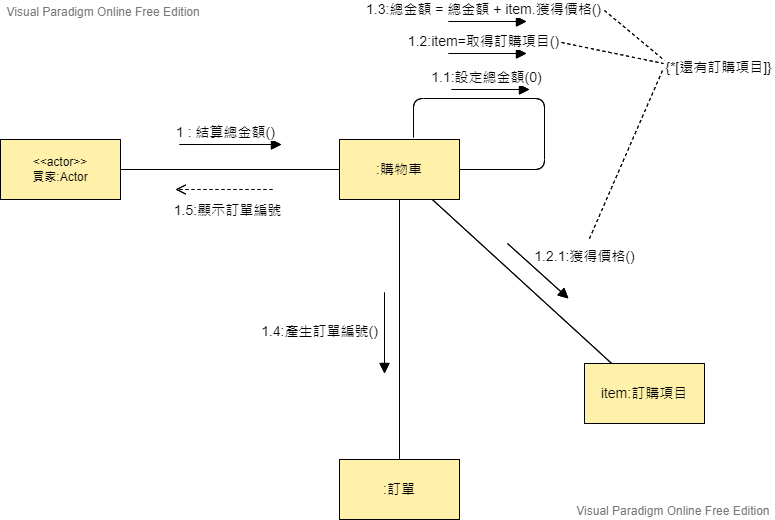 Visual Paradigm Online Free Edition
1.3:總金額 = 總金額 + item.獲得價格()
1.2:item=取得訂購項目()
{*[還有訂購項目]}
1.1:設定總金額(0)
1 : 結算總金額()
<<actor>>
買家:Actor
:購物車
1.5:顯示訂單編號
1.2.1:獲得價格()
1.4:產生訂單編號()
item:訂購項目
:訂單
Visual Paradigm Online Free Edition